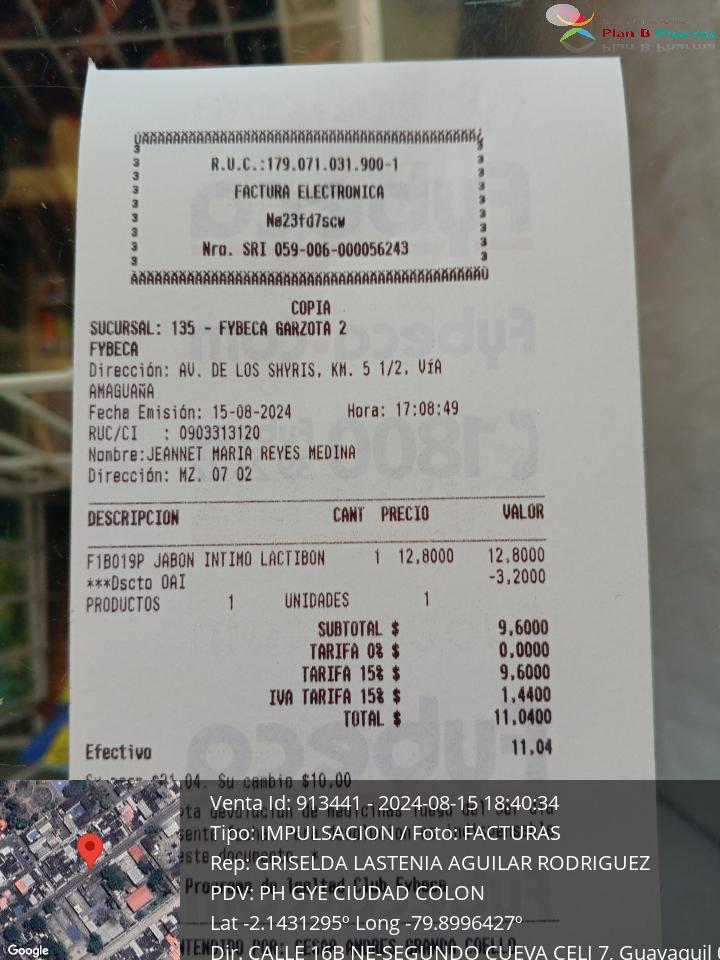 Plan B Pharma
R.U.C.:179.071.031.900-1
FACTURA ELECTRONICA
Nø23fd7scw
Nro. SRI 059-006-000056243
COPIA
SUCURSAL: 135 - FYBECA GARZOTA 2
FYBECA
Dirección: AV. DE LOS SHYRIS, KM. 5 1/2, VíA
AMAGUAñA
Fecha Emisión: 15-08-2024 Hora: 17:08:49
RUC/CI : 0903313120
Nombre:JEANNET MARIA REYES MEDINA
Dirección: MZ. 07 02
DESCRIPCION CANT PRECIO VALOR
F1B019P JABON INTIMO LACTIBON 1 12,8000 12,8000
***Dscto OAI -3,2000
PRODUCTOS 1 UNIDADES 1
SUBTOTAL $ 9,6000
TARIFA 0% $ 0,0000
TARIFA 15% $ 9,6000
IVA TARIFA 15% $ 1,4400
TOTAL $ 11,0400
Efectivo 11,04
04. Su cambio $10,00
Venta Id: 913441 - 2024-08-15 18:40:34
Tipo: IMPULSACION / Foto: FACTURAS
Rep: GRISELDA LASTENIA AGUILAR RODRIGUEZ
PDV: PH GYE CIUDAD COLON
Lat -2.1431295º Long -79.8996427º
Dir. CALLE 16B NE-SEGUNDO CUEVA CELI 7, Guayaquil
Google